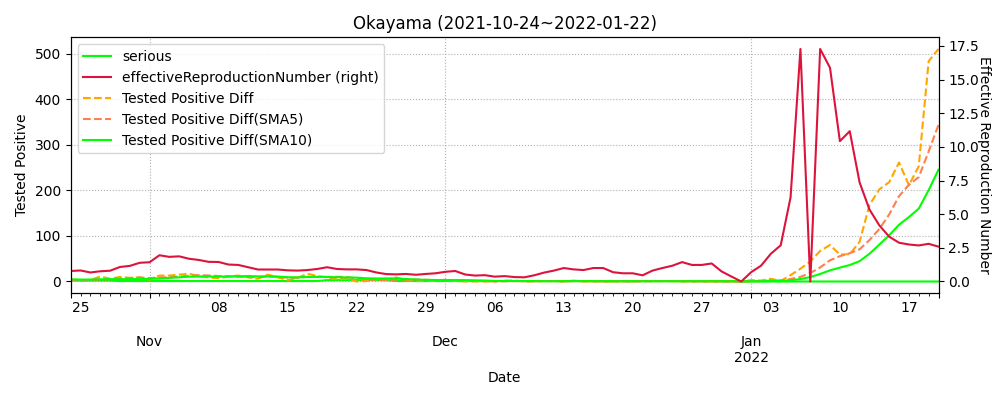 Okayama (2021-10-24~2022-01-22)
serious
effectiveReproductionNumber (right)
Tested Positive Diff
Tested Positive Diff(SMA5)
Tested Positive Diff(SMA10)
Tested Positive
500
400
300
200
100
0
17.5
15.0
12.5
10.0
7.5
5.0
2.5
0.0
Effective Reproduction Number
25 08 15 22 29 06 13 20 27 03 10 17
Nov Dec Jan
2022
Date